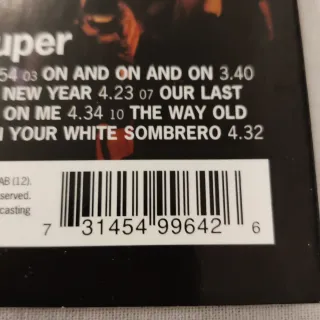 uper
54 03 ON AND ON AND ON 3.40
NEW YEAR 4.23 07 OUR LAST
ON ME 4.34 10 THE WAY OLD
YOUR WHITE SOMBRERO 4.32
AB (12).
served.
casting
7 31454 99642 6